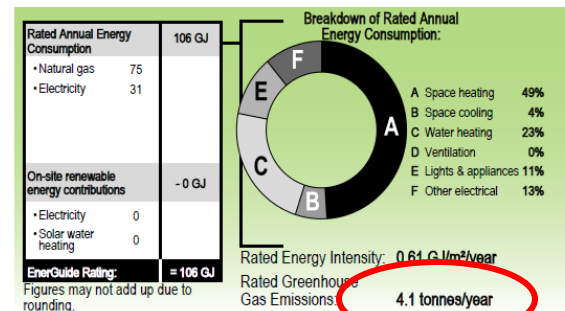 Rated Annual Energy
Consumption
106 GJ
• Natural gas 75
• Electricity 31
On-site renewable
energy contributions
- 0 GJ
• Electricity 0
• Solar water
heating 0
EnerGuide Rating: = 106 GJ
Figures may not add up due to
rounding.
Breakdown of Rated Annual
Energy Consumption:
F
E
A
C
B
A Space heating 49%
B Space cooling 4%
C Water heating 23%
D Ventilation 0%
E Lights & appliances 11%
F Other electrical 13%
Rated Energy Intensity: 0.61 GJ/m²/year
Rated Greenhouse
Gas Emissions: 4.1 tonnes/year